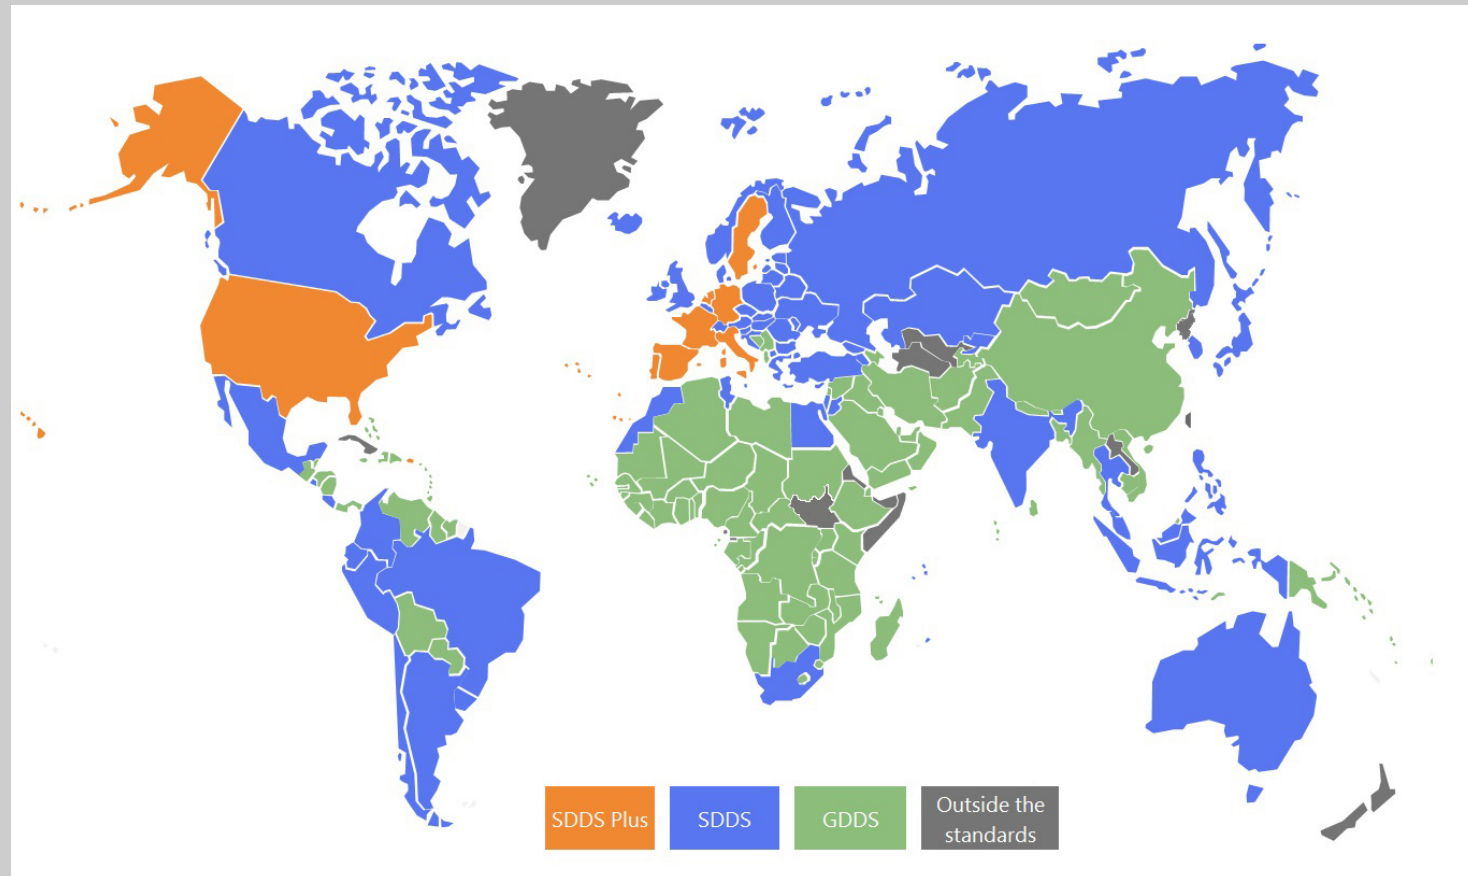 SDDS Plus
SDDS
GDDS
Outside the
standards